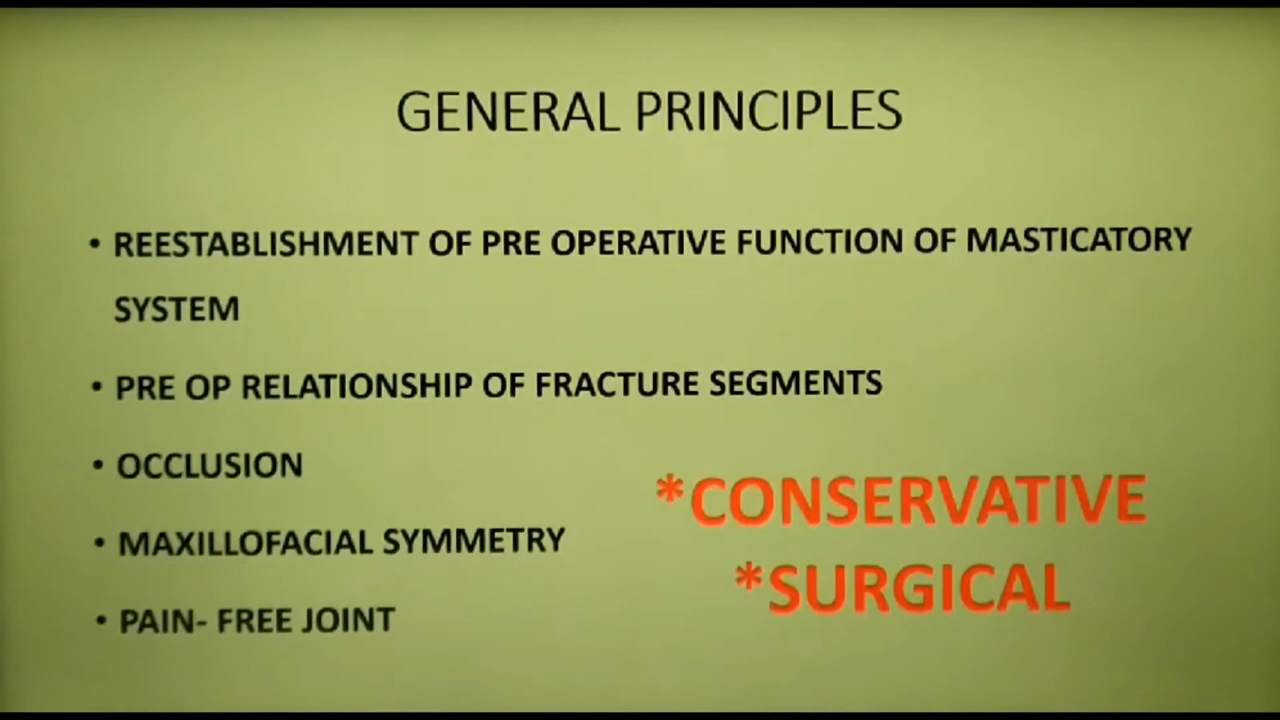 GENERAL PRINCIPLES
• REESTABLISHMENT OF PRE OPERATIVE FUNCTION OF MASTICATORY
SYSTEM
• PRE OP RELATIONSHIP OF FRACTURE SEGMENTS
• OCCLUSION
• MAXILLOFACIAL SYMMETRY
• PAIN- FREE JOINT
*CONSERVATIVE
*SURGICAL